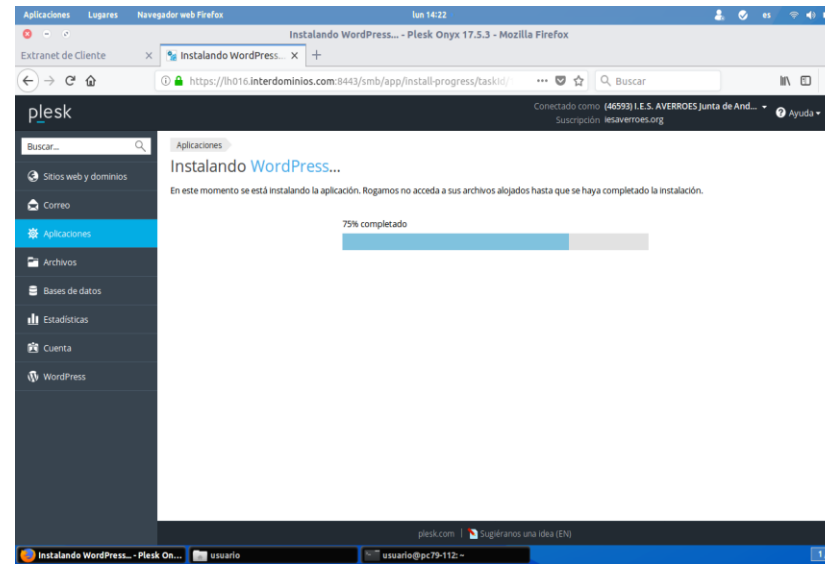 Aplicaciones Lugares Navegador web Firefox lun 14:22 es
Instalando WordPress... - Plesk Onyx 17.5.3 - Mozilla Firefox
Extranet de Cliente × Instalando WordPress... × +
https://lh016.interdominios.com:8443/smb/app/install-progress/taskId/ Buscar
plesk
Conectado como (46593) I.E.S. AVERROES Junta de And...
Suscripción iesaverroes.org
Ayuda
Buscar...
Sitios web y dominios
Correo
Aplicaciones
Archivos
Bases de datos
Estadísticas
Cuenta
WordPress
Aplicaciones
Instalando WordPress...
En este momento se está instalando la aplicación. Rogamos no acceda a sus archivos alojados hasta que se haya completado la instalación.
75% completado
plesk.com | Sugiéranos una idea (EN)
Instalando WordPress... - Plesk On... usuario usuario@pc79-112: ~ 1